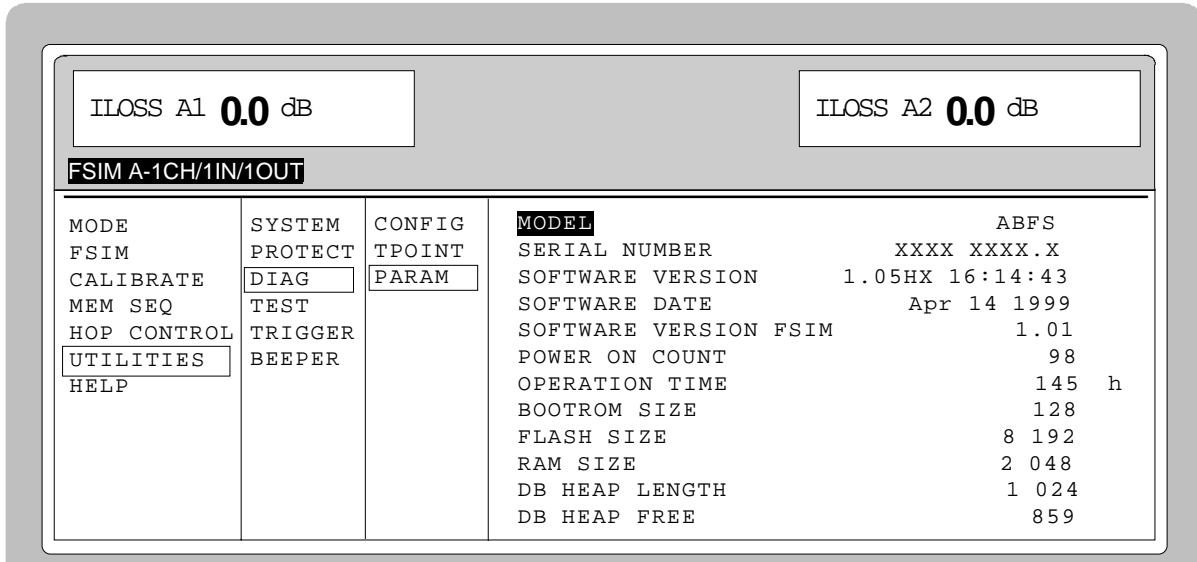 ILOSS A1 0.0 dB
ILOSS A2 0.0 dB
FSIM A-1CH/1IN/1OUT
MODE
FSIM
CALIBRATE
MEM SEQ
HOP CONTROL
UTILITIES
HELP
SYSTEM
PROTECT
DIAG
TEST
TRIGGER
BEEPER
CONFIG
TPOINT
PARAM
MODEL ABFS
SERIAL NUMBER XXXX XXXX.X
SOFTWARE VERSION 1.05HX 16:14:43
SOFTWARE DATE Apr 14 1999
SOFTWARE VERSION FSIM 1.01
POWER ON COUNT 98
OPERATION TIME 145 h
BOOTROM SIZE 128
FLASH SIZE 8 192
RAM SIZE 2 048
DB HEAP LENGTH 1 024
DB HEAP FREE 859